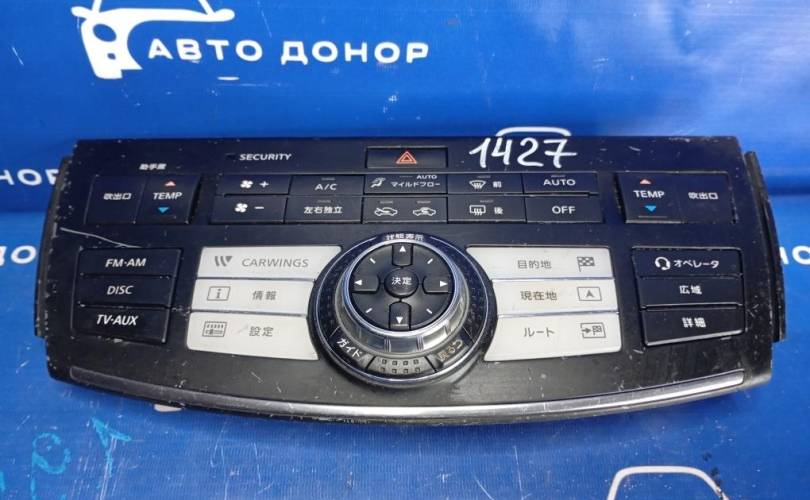 АВТО ДОНОР
1427
SECURITY
助手席
吹出口
TEMP
+
A/C
AUTO
マイルドフロー
前
AUTO
TEMP
吹出口
−
左右独立
後
OFF
FM·AM
DISC
TV·AUX
CARWINGS
情報
設定
状態表示
決定
ガイド
戻る
目的地
現在地
ルート
オペレータ
広域
詳細